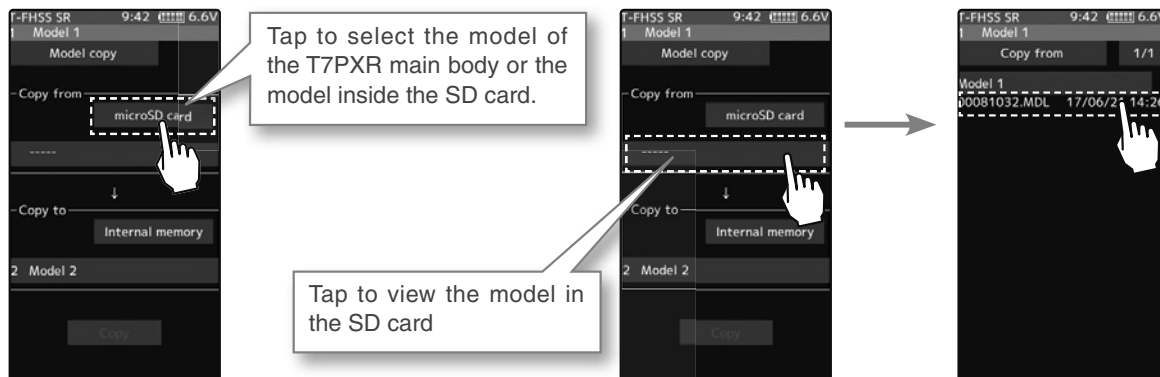 T-FHSS SR 9:42 6.6V
1 Model 1
Model copy
Copy from
microSD card
-----
↓
Copy to
Internal memory
2 Model 2
Copy
Tap to select the model of
the T7PXR main body or the
model inside the SD card.
T-FHSS SR 9:42 6.6V
1 Model 1
Model copy
Copy from
microSD card
-----
↓
Copy to
Internal memory
2 Model 2
Copy
Tap to view the model in
the SD card
T-FHSS SR 9:42 6.6V
1 Model 1
Copy from 1/1
Model 1
00081032.MDL 14:26